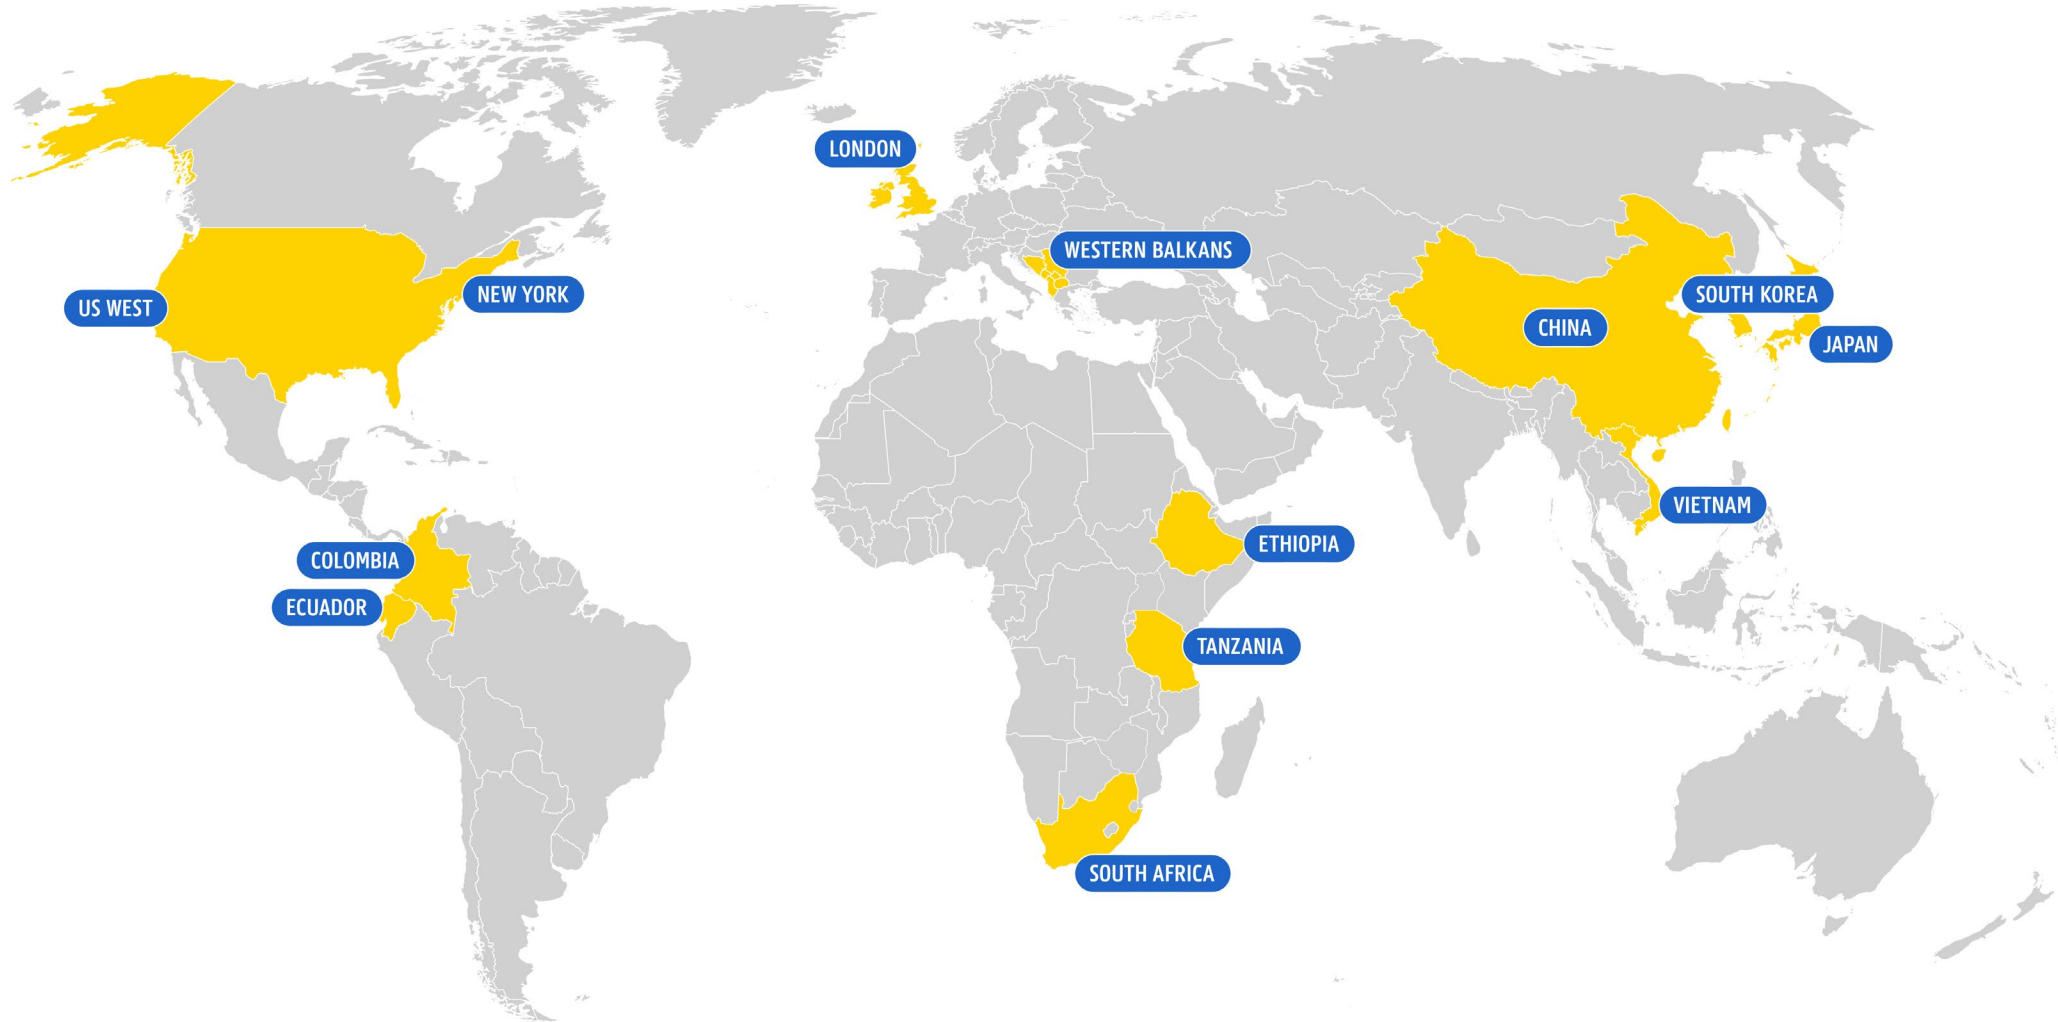 LONDON
WESTERN BALKANS
US WEST
NEW YORK
SOUTH KOREA
CHINA
JAPAN
VIETNAM
COLOMBIA
ETHIOPIA
ECUADOR
TANZANIA
SOUTH AFRICA